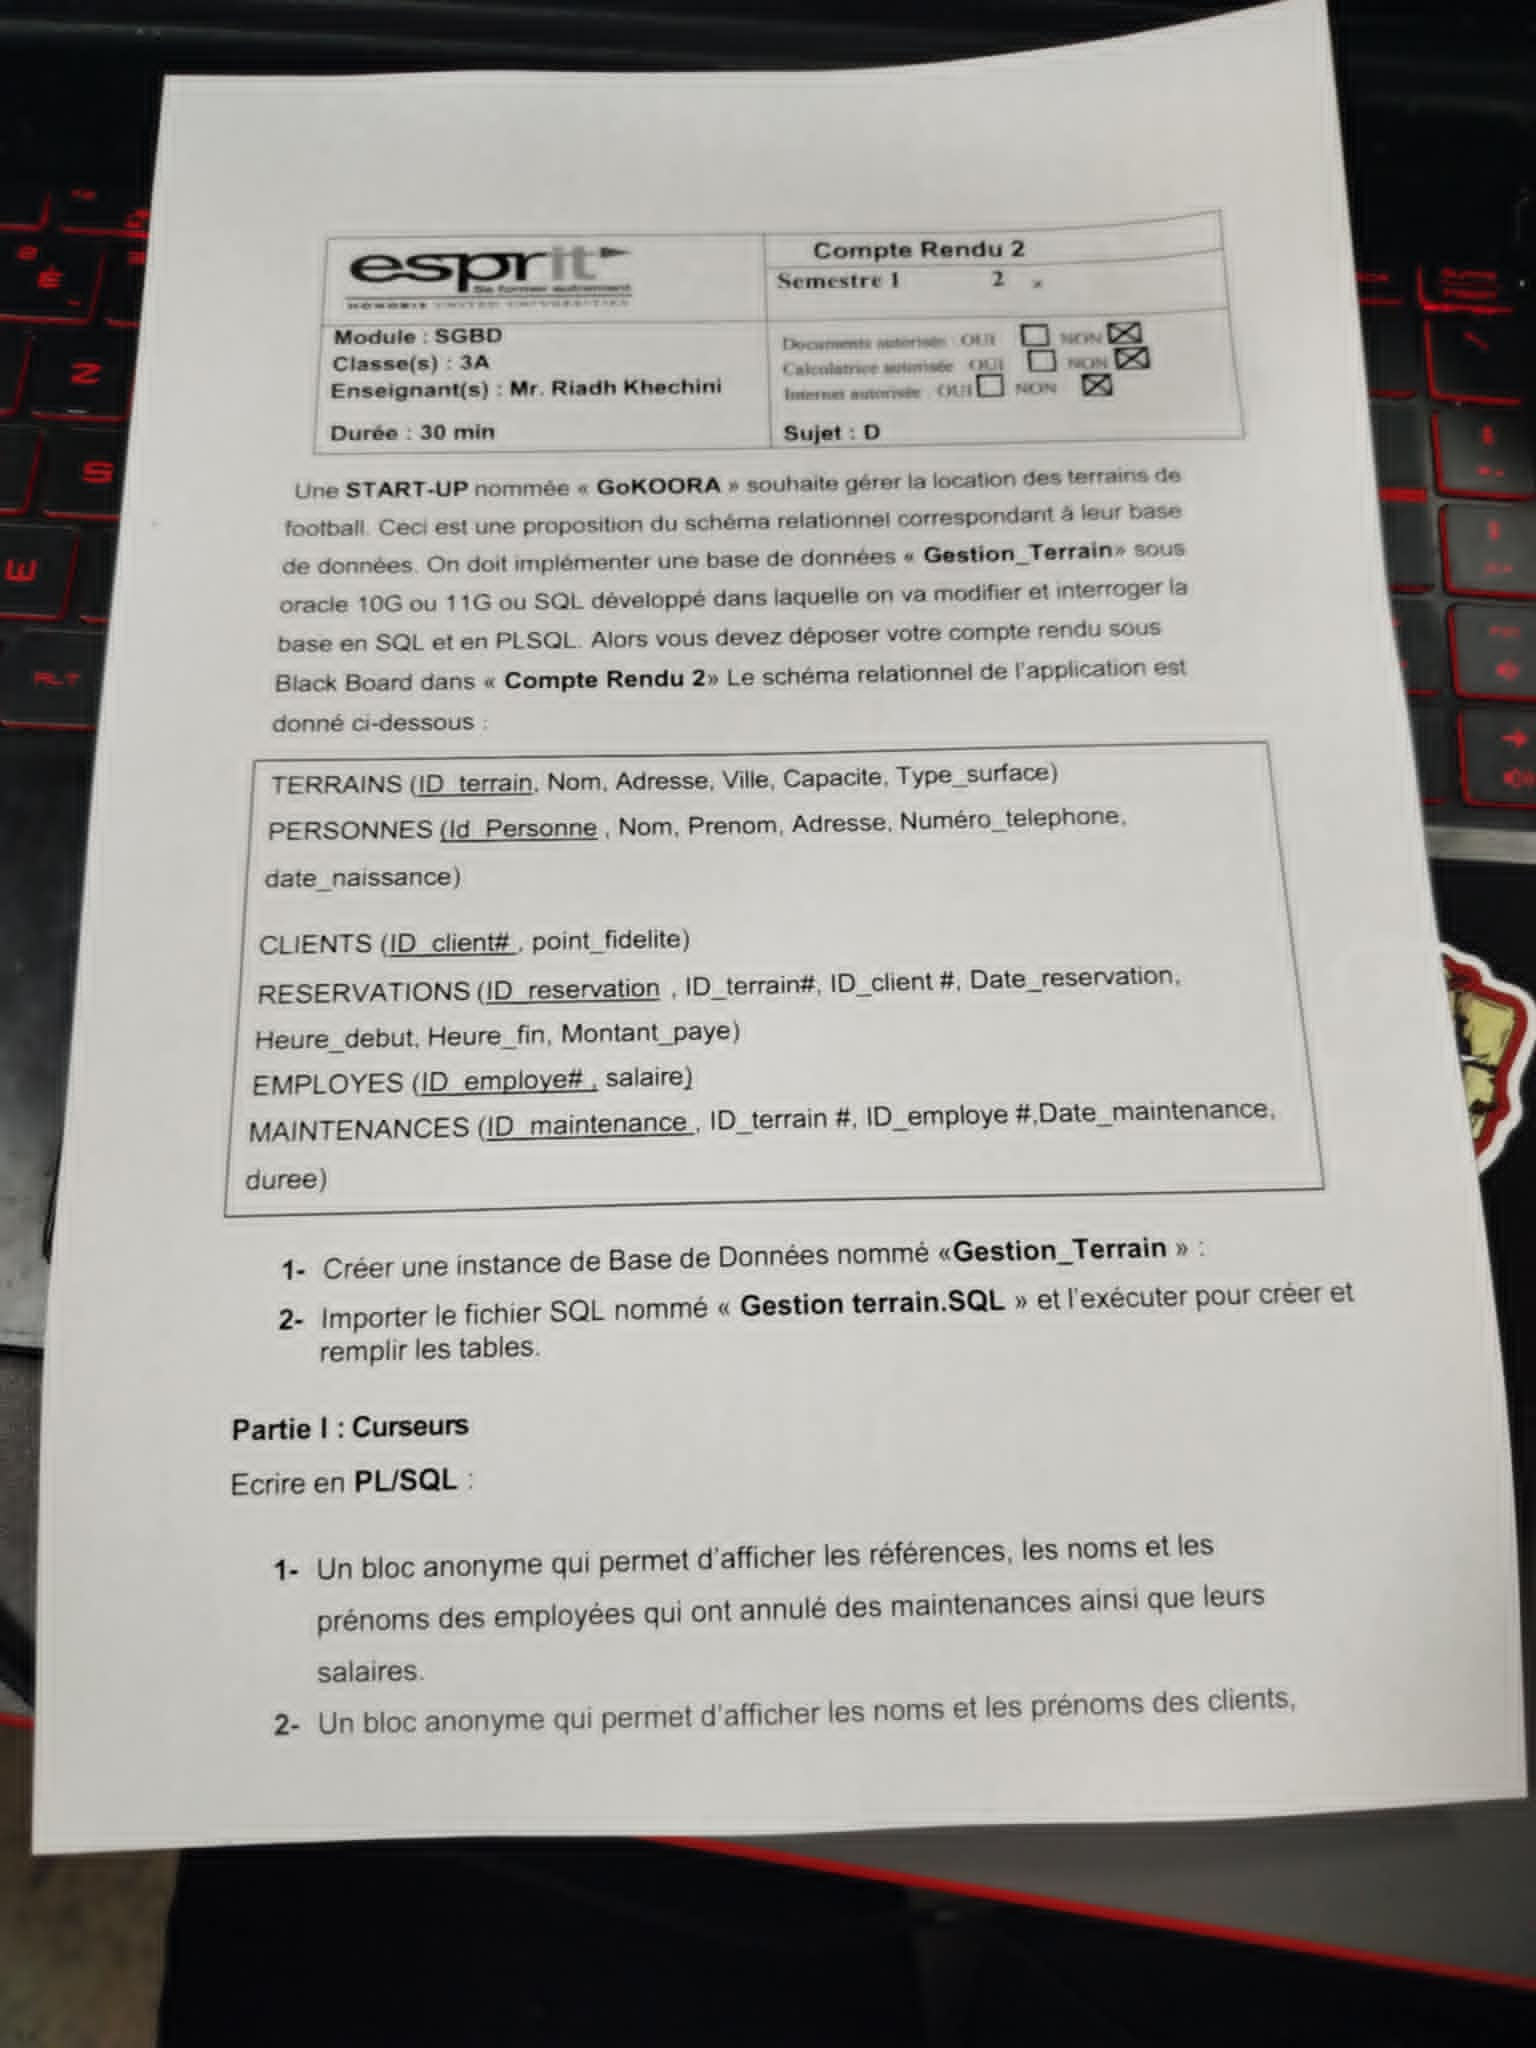 esprit
Se former autrement
HONORIS UNITED UNIVERSITIES
Compte Rendu 2
Semestre 1 2 x
Module : SGBD
Classe(s) : 3A
Enseignant(s) : Mr. Riadh Khechini
Durée : 30 min
Documents autorisés : OUI NON
Calculatrice autorisée : OUI NON
Internet autorisée : OUI NON
Sujet : D
Une START-UP nommée « GoKOORA » souhaite gérer la location des terrains de
football. Ceci est une proposition du schéma relationnel correspondant à leur base
de données. On doit implémenter une base de données « Gestion_Terrain» sous
oracle 10G ou 11G ou SQL développé dans laquelle on va modifier et interroger la
base en SQL et en PLSQL. Alors vous devez déposer votre compte rendu sous
Black Board dans « Compte Rendu 2» Le schéma relationnel de l'application est
donné ci-dessous :
TERRAINS (ID_terrain, Nom, Adresse, Ville, Capacite, Type_surface)
PERSONNES (Id_Personne , Nom, Prenom, Adresse, Numéro_telephone,
date_naissance)
CLIENTS (ID_client# , point_fidelite)
RESERVATIONS (ID_reservation , ID_terrain#, ID_client #, Date_reservation,
Heure_debut, Heure_fin, Montant_paye)
EMPLOYES (ID_employe# , salaire)
MAINTENANCES (ID_maintenance , ID_terrain #, ID_employe #,Date_maintenance,
duree)
1- Créer une instance de Base de Données nommé «Gestion_Terrain » :
2- Importer le fichier SQL nommé « Gestion terrain.SQL » et l'exécuter pour créer et
remplir les tables.
Partie I : Curseurs
Ecrire en PL/SQL :
1- Un bloc anonyme qui permet d'afficher les références, les noms et les
prénoms des employées qui ont annulé des maintenances ainsi que leurs
salaires.
2- Un bloc anonyme qui permet d'afficher les noms et les prénoms des clients,
Z
S
W
ALT